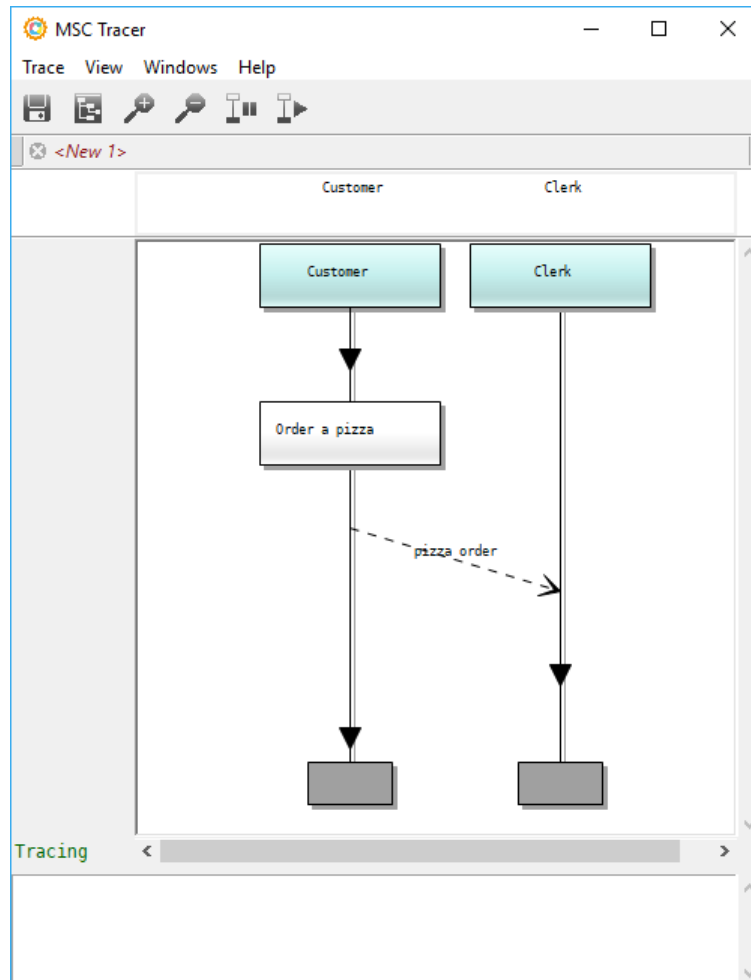 MSC Tracer
Trace View Windows Help
<New 1>
Customer Clerk
Customer Clerk
Order a pizza
pizza order
Tracing